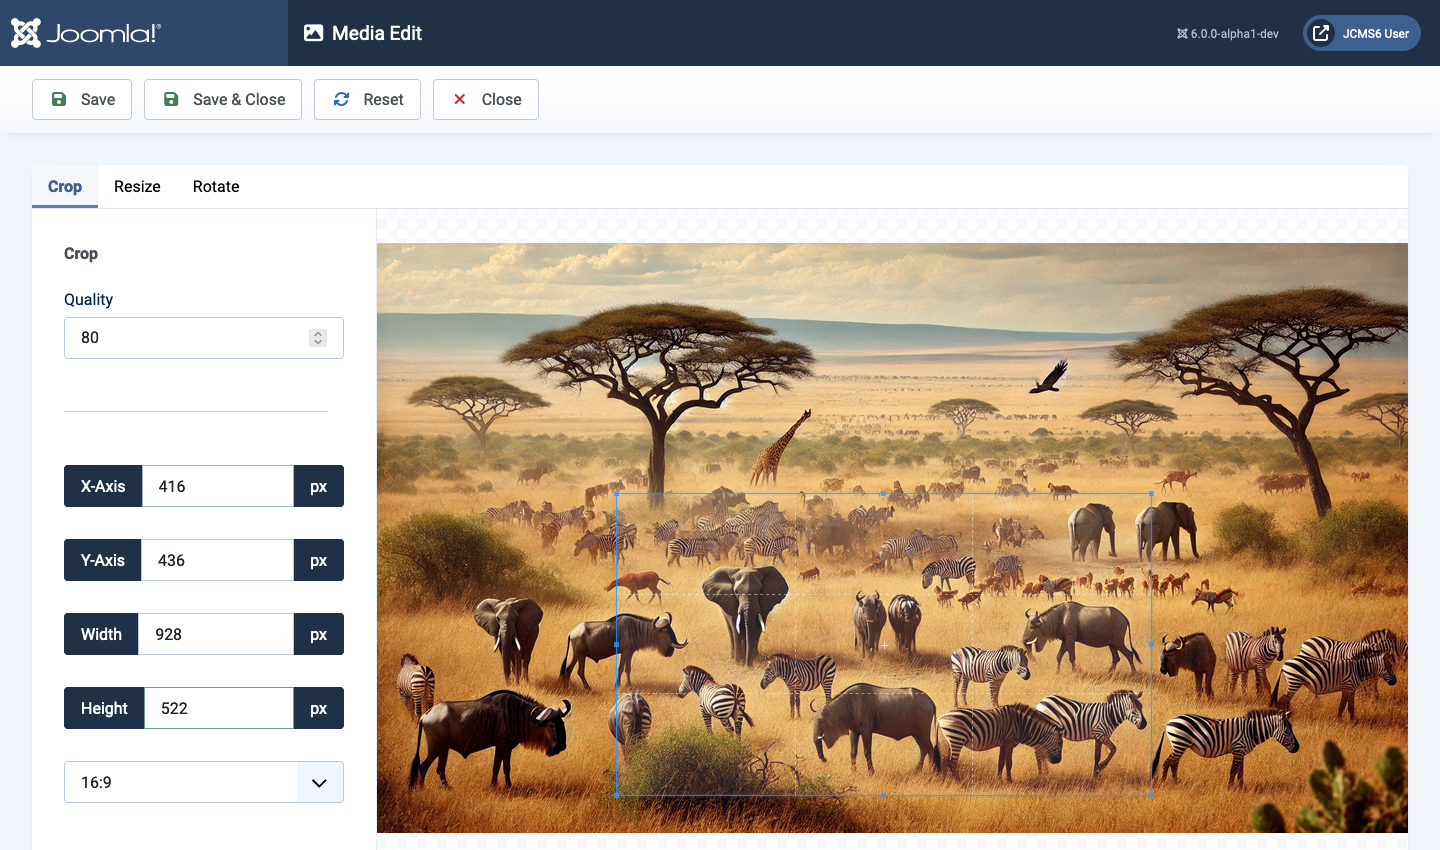 Joomla!®
Media Edit
6.0.0-alpha1-dev
JCMS6 User
Save
Save & Close
Reset
Close
Crop
Resize
Rotate
Crop
Quality
80
X-Axis 416 px
Y-Axis 436 px
Width 928 px
Height 522 px
16:9